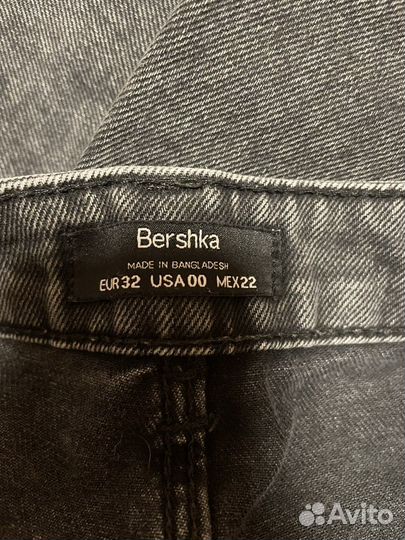 Bershka
MADE IN BANGLADESH
EUR32 USA00 MEX22
Avito